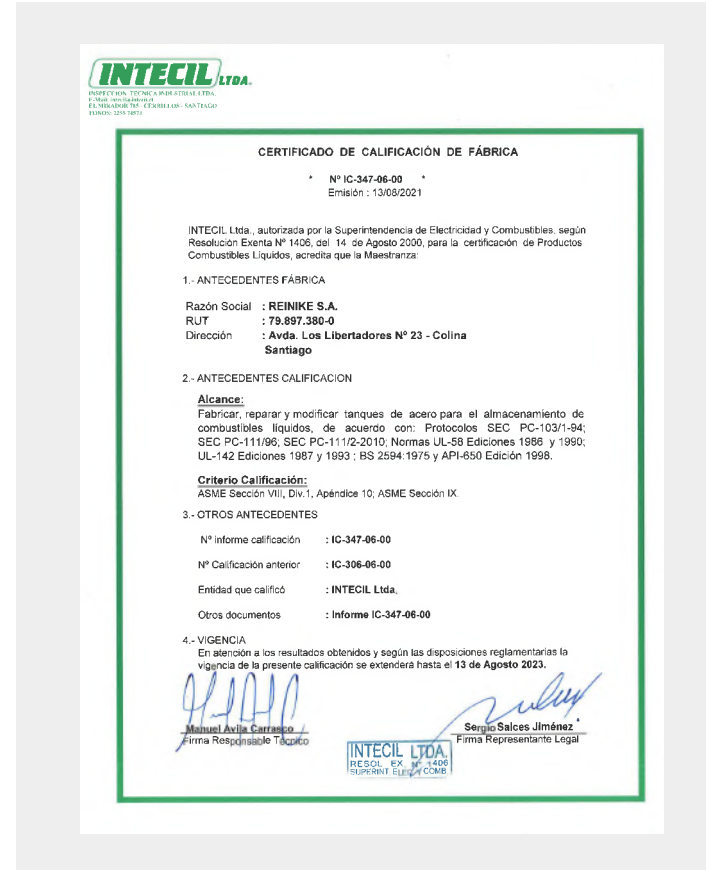 INTECIL LTDA.
INSPECCION TECNICA INDUSTRIAL LTDA.
EL MIRADOR 785 - CERRILLOS - SANTIAGO
CERTIFICADO DE CALIFICACIÓN DE FÁBRICA
* Nº IC-347-06-00 *
Emisión : 13/08/2021
INTECIL Ltda., autorizada por la Superintendencia de Electricidad y Combustibles, según
Resolución Exenta Nº 1406, del 14 de Agosto 2000, para la certificación de Productos
Combustibles Líquidos, acredita que la Maestranza:
1.- ANTECEDENTES FÁBRICA
Razón Social : REINIKE S.A.
RUT : 79.897.380-0
Dirección : Avda. Los Libertadores Nº 23 - Colina
Santiago
2.- ANTECEDENTES CALIFICACION
Alcance:
Fabricar, reparar y modificar tanques de acero para el almacenamiento de
combustibles líquidos, de acuerdo con: Protocolos SEC PC-103/1-94;
SEC PC-111/96; SEC PC-111/2-2010; Normas UL-58 Ediciones 1986 y 1990;
UL-142 Ediciones 1987 y 1993 ; BS 2594:1975 y API-650 Edición 1998.
Criterio Calificación:
ASME Sección VIII, Div.1, Apéndice 10; ASME Sección IX.
3.- OTROS ANTECEDENTES
Nº Informe calificación : IC-347-06-00
Nº Calificación anterior : IC-306-06-00
Entidad que calificó : INTECIL Ltda,
Otros documentos : Informe IC-347-06-00
4.- VIGENCIA
En atención a los resultados obtenidos y según las disposiciones reglamentarias la
vigencia de la presente calificación se extenderá hasta el 13 de Agosto 2023.
Manuel Avila Carrasco
Firma Responsable Técnico
Sergio Salces Jiménez
Firma Representante Legal
INTECIL LTDA.
RESOL. EX. Nº 1406
SUPERINT ELEC Y COMB